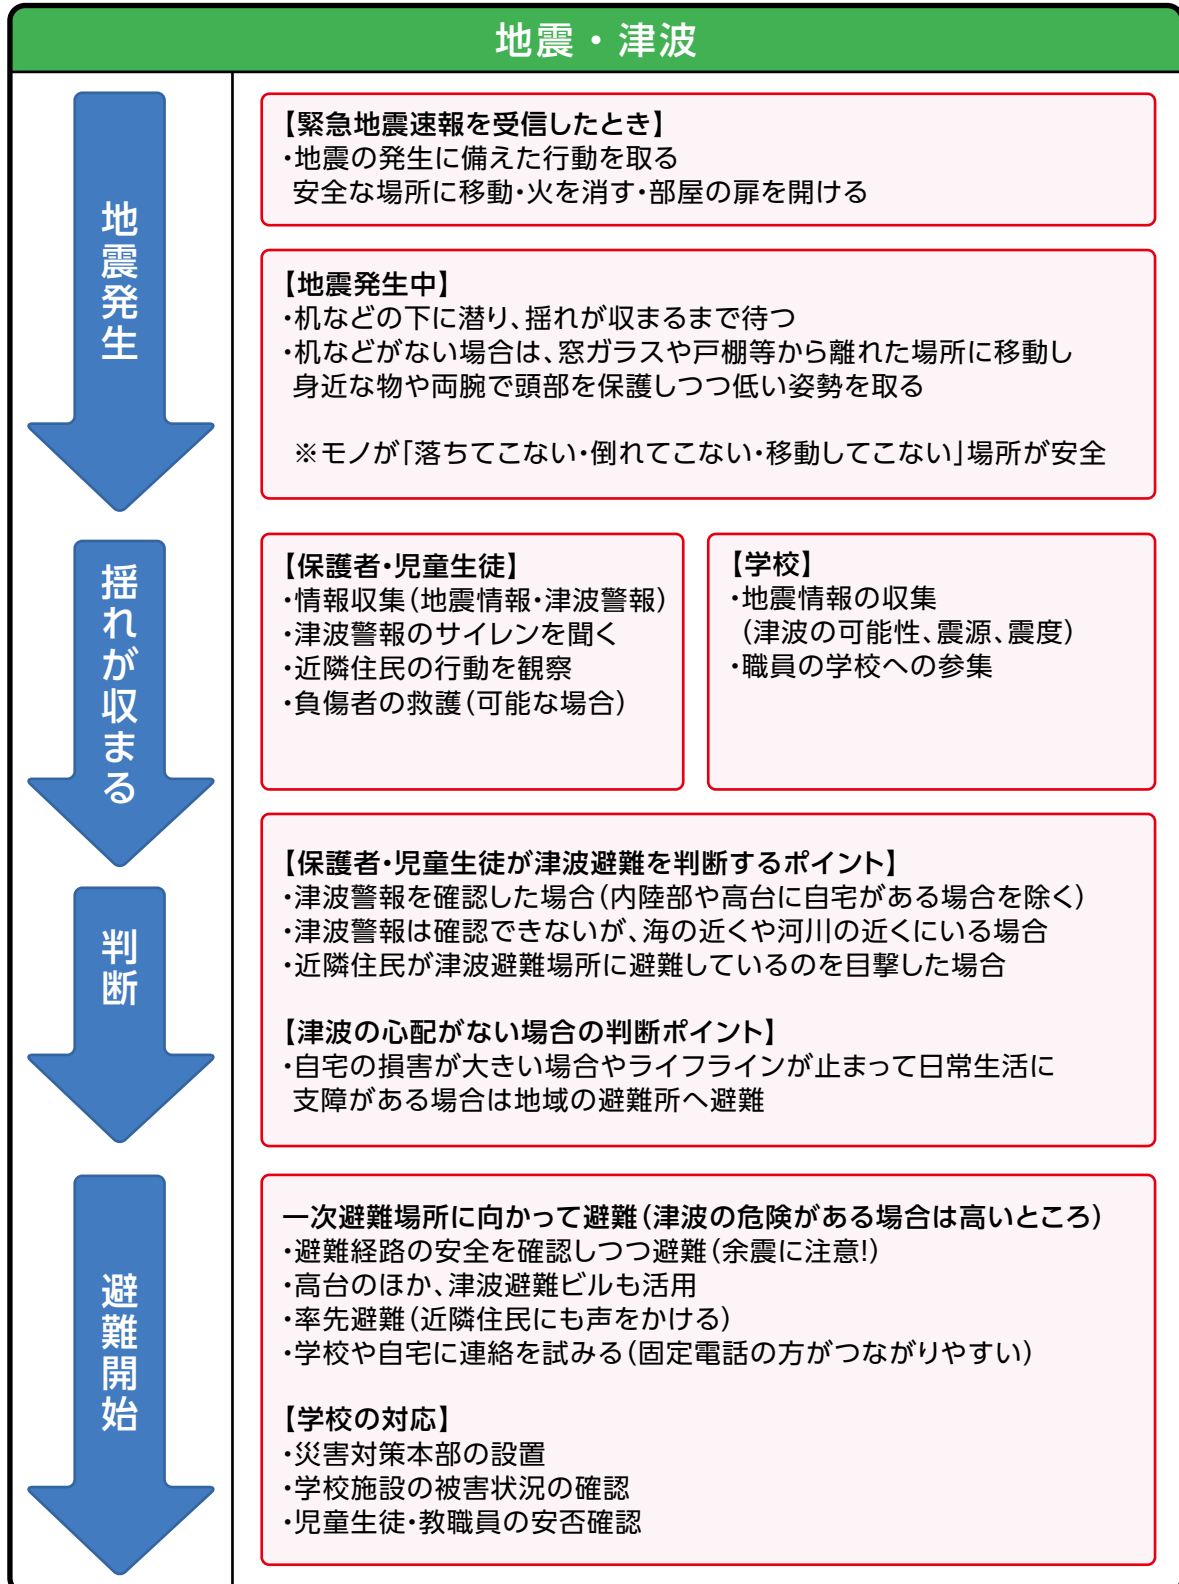 地震・津波
地震発生
【緊急地震速報を受信したとき】
・地震の発生に備えた行動を取る
安全な場所に移動・火を消す・部屋の扉を開ける
【地震発生中】
・机などの下に潜り、揺れが収まるまで待つ
・机などがない場合は、窓ガラスや戸棚等から離れた場所に移動し
身近な物や両腕で頭部を保護しつつ低い姿勢を取る
※モノが「落ちてこない・倒れてこない・移動してこない」場所が安全
揺れが収まる
【保護者・児童生徒】
・情報収集(地震情報・津波警報)
・津波警報のサイレンを聞く
・近隣住民の行動を観察
・負傷者の救護(可能な場合)
【学校】
・地震情報の収集
(津波の可能性、震源、震度)
・職員の学校への参集
判断
【保護者・児童生徒が津波避難を判断するポイント】
・津波警報を確認した場合(内陸部や高台に自宅がある場合を除く)
・津波警報は確認できないが、海の近くや河川の近くにいる場合
・近隣住民が津波避難場所に避難しているのを目撃した場合
【津波の心配がない場合の判断ポイント】
・自宅の損害が大きい場合やライフラインが止まって日常生活に
支障がある場合は地域の避難所へ避難
避難開始
一次避難場所に向かって避難(津波の危険がある場合は高いところ)
・避難経路の安全を確認しつつ避難(余震に注意!)
・高台のほか、津波避難ビルも活用
・率先避難(近隣住民にも声をかける)
・学校や自宅に連絡を試みる(固定電話の方がつながりやすい)
【学校の対応】
・災害対策本部の設置
・学校施設の被害状況の確認
・児童生徒・教職員の安否確認